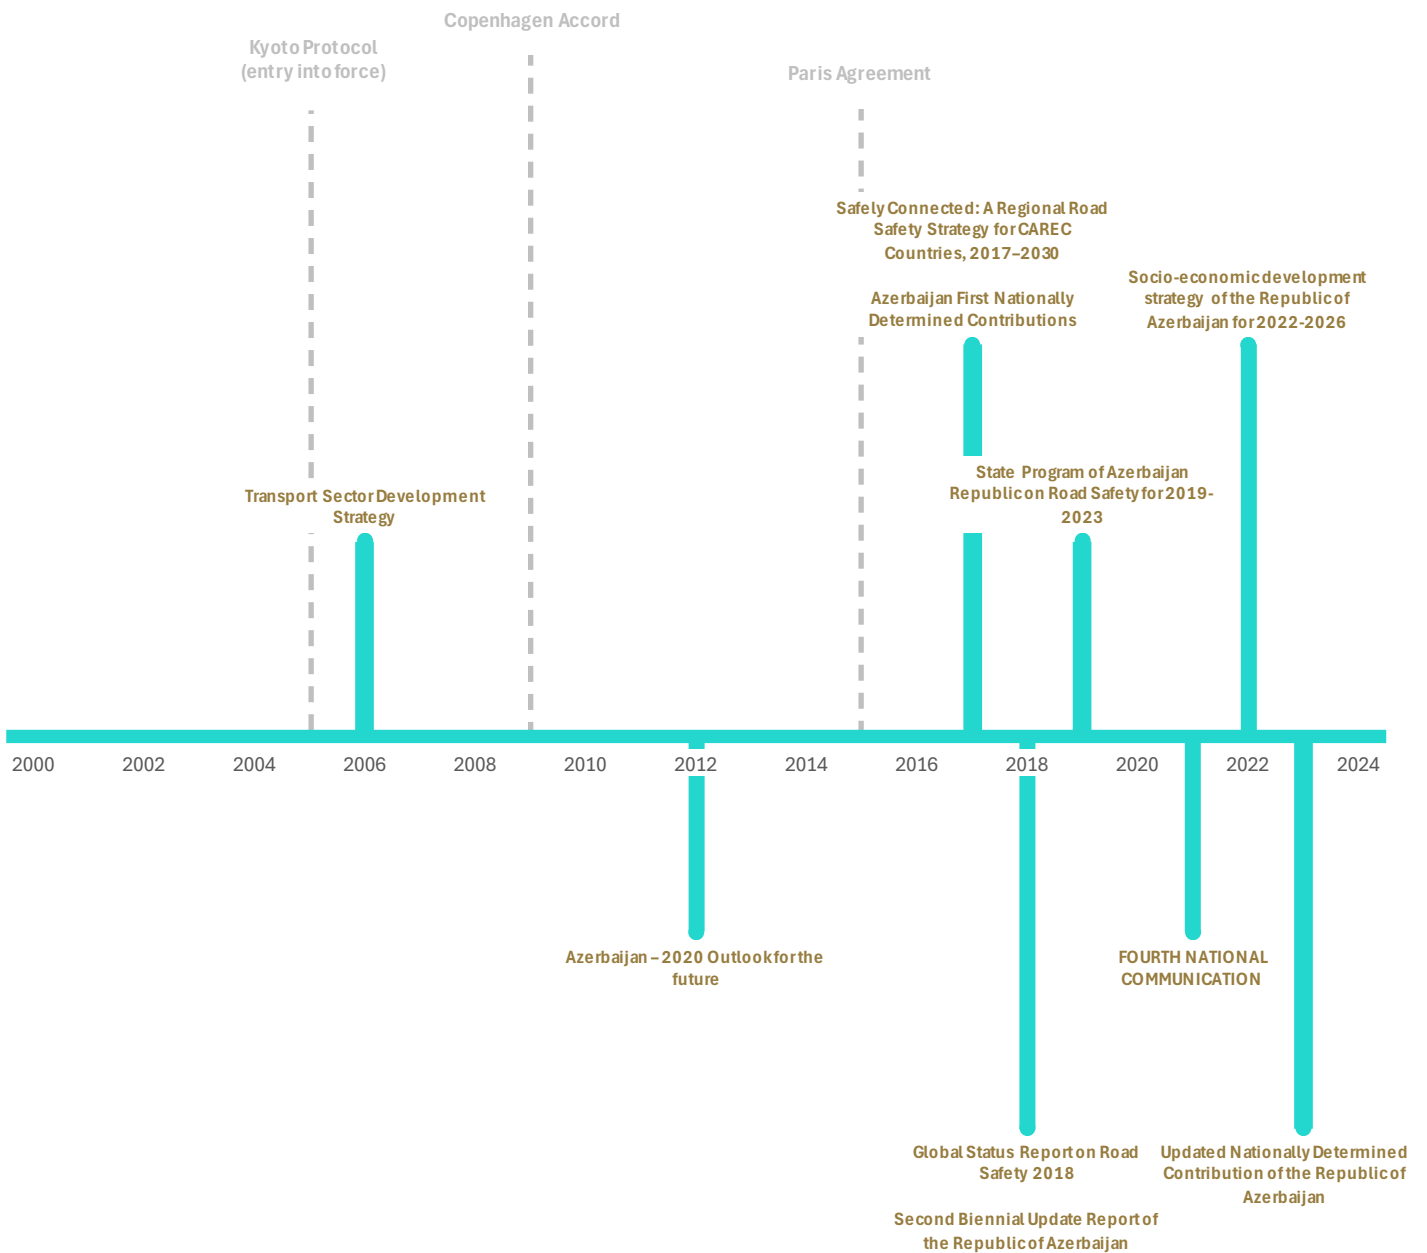 Copenhagen Accord
Kyoto Protocol
(entry into force)
Paris Agreement
Safely Connected: A Regional Road
Safety Strategy for CAREC
Countries, 2017–2030
Azerbaijan First Nationally
Determined Contributions
Socio-economic development
strategy of the Republic of
Azerbaijan for 2022-2026
State Program of Azerbaijan
Republic on Road Safety for 2019-
2023
Transport Sector Development
Strategy
2000 2002 2004 2006 2008 2010 2012 2014 2016 2018 2020 2022 2024
Azerbaijan – 2020 Outlook for the
future
FOURTH NATIONAL
COMMUNICATION
Global Status Report on Road
Safety 2018
Second Biennial Update Report of
the Republic of Azerbaijan
Updated Nationally Determined
Contribution of the Republic of
Azerbaijan